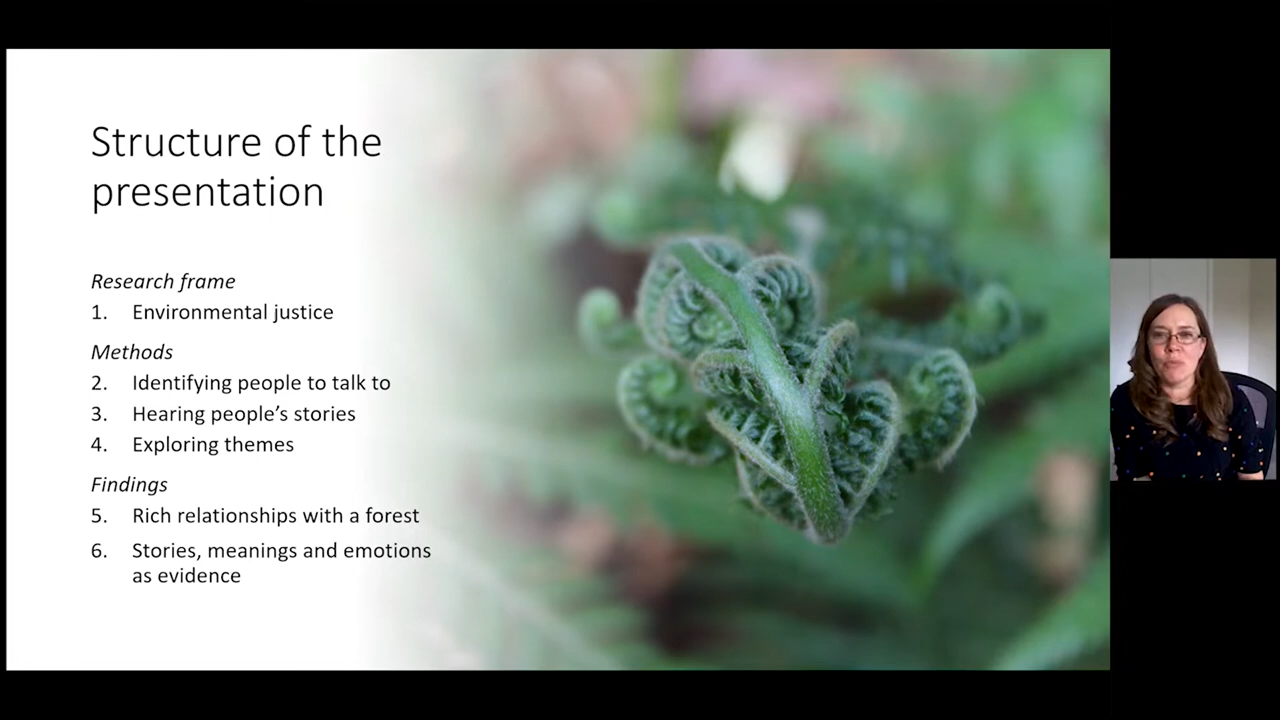 Structure of the
presentation
Research frame
1. Environmental justice
Methods
2. Identifying people to talk to
3. Hearing people’s stories
4. Exploring themes
Findings
5. Rich relationships with a forest
6. Stories, meanings and emotions
as evidence